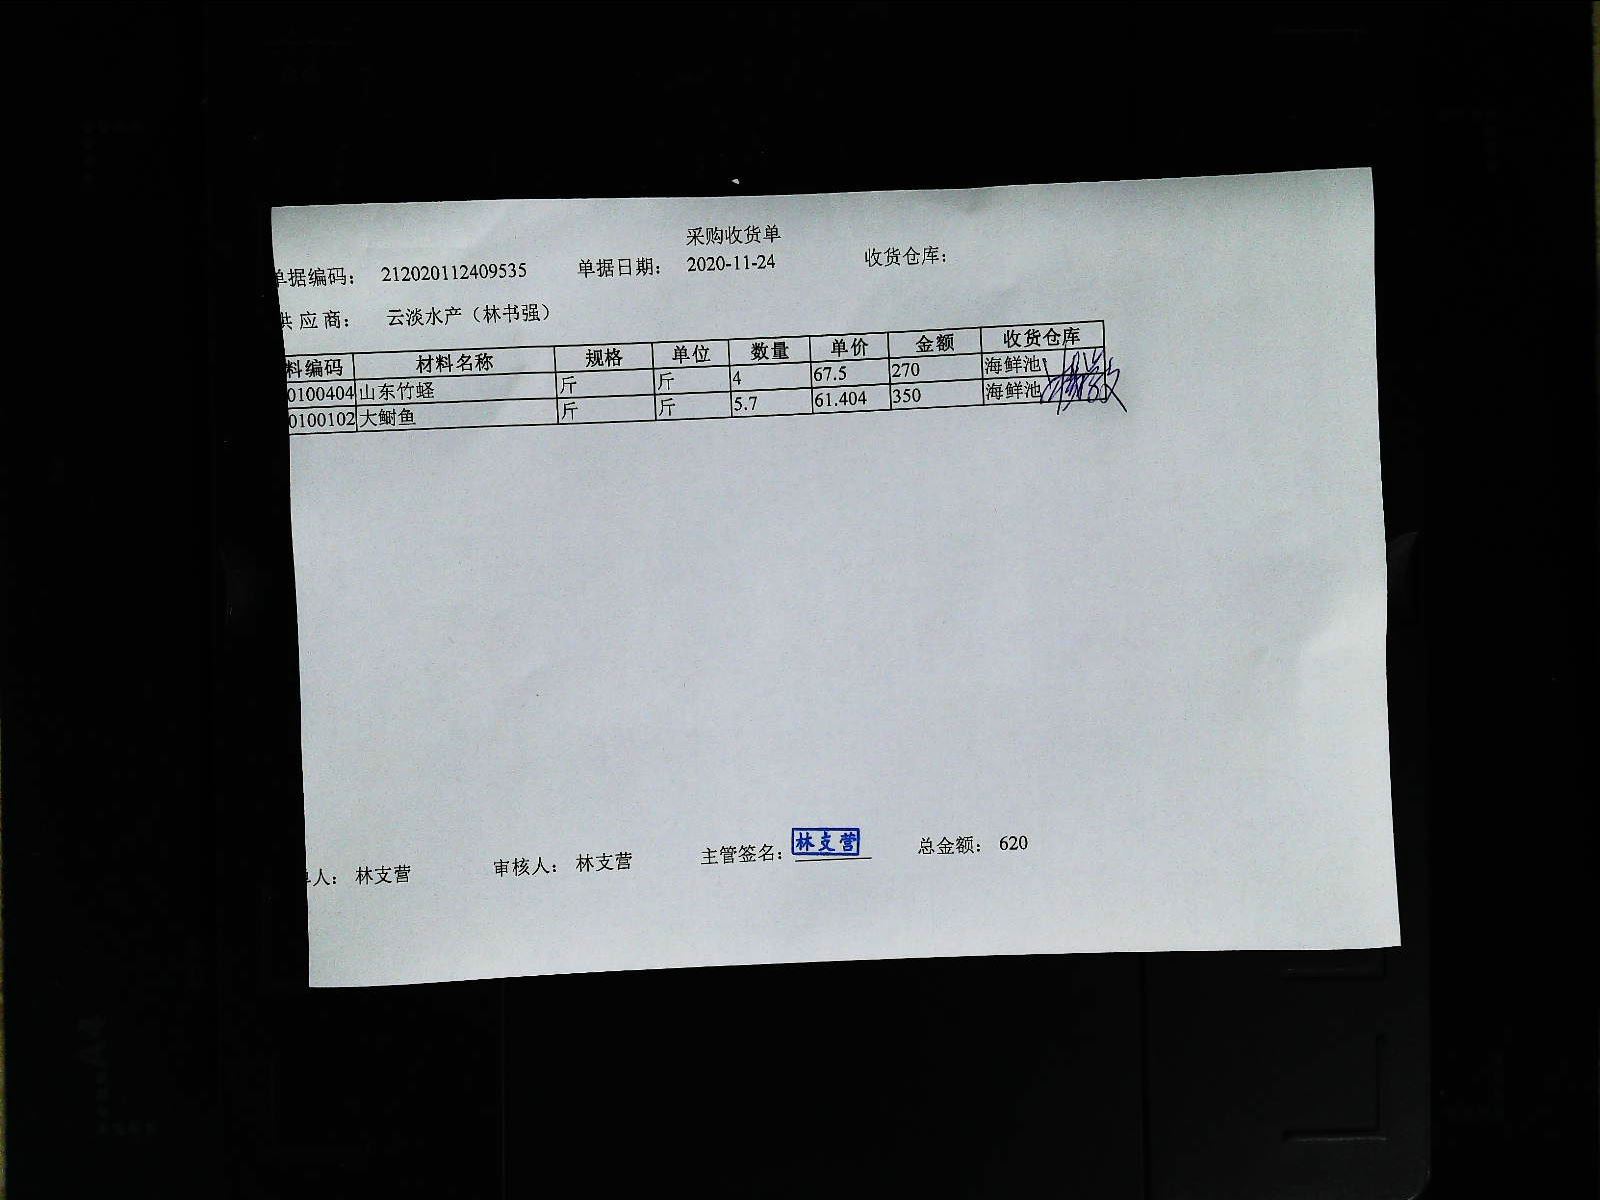 采购收货单
单据编码： 212020112409535 单据日期： 2020-11-24 收货仓库：
供 应 商： 云淡水产（林书强）
料编码 材料名称 规格 单位 数量 单价 金额 收货仓库
0100404 山东竹蛏 斤 斤 4 67.5 270 海鲜池
0100102 大鲥鱼 斤 斤 5.7 61.404 350 海鲜池
单人： 林支营 审核人： 林支营 主管签名： 林支营 总金额： 620